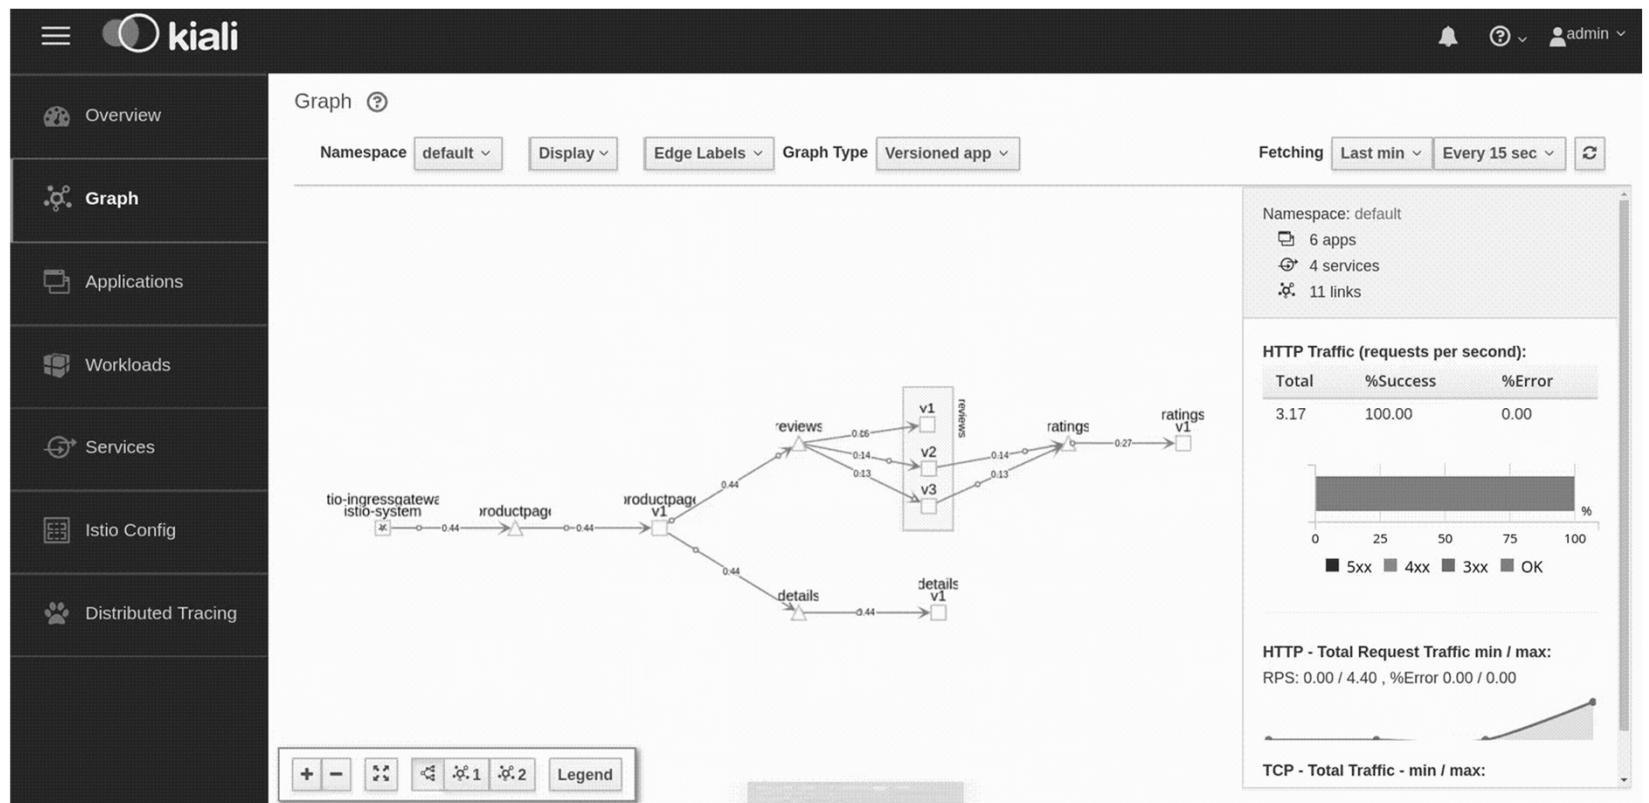 kiali
admin
Overview
Graph
Applications
Workloads
Services
Istio Config
Distributed Tracing
Graph
Namespace default Display Edge Labels Graph Type Versioned app Fetching Last min Every 15 sec
Namespace: default
6 apps
4 services
11 links
HTTP Traffic (requests per second):
Total %Success %Error
3.17 100.00 0.00
%
0 25 50 75 100
5xx 4xx 3xx OK
HTTP - Total Request Traffic min / max:
RPS: 0.00 / 4.40 , %Error 0.00 / 0.00
TCP - Total Traffic - min / max:
tio-ingressgatewa
istio-system
0.44
productpage
0.44
productpage
v1
0.44
0.44
reviews
0.14
0.13
v1
v2
v3
reviews
0.14
0.13
ratings
0.27
ratings
v1
details
0.44
details
v1
1 2 Legend